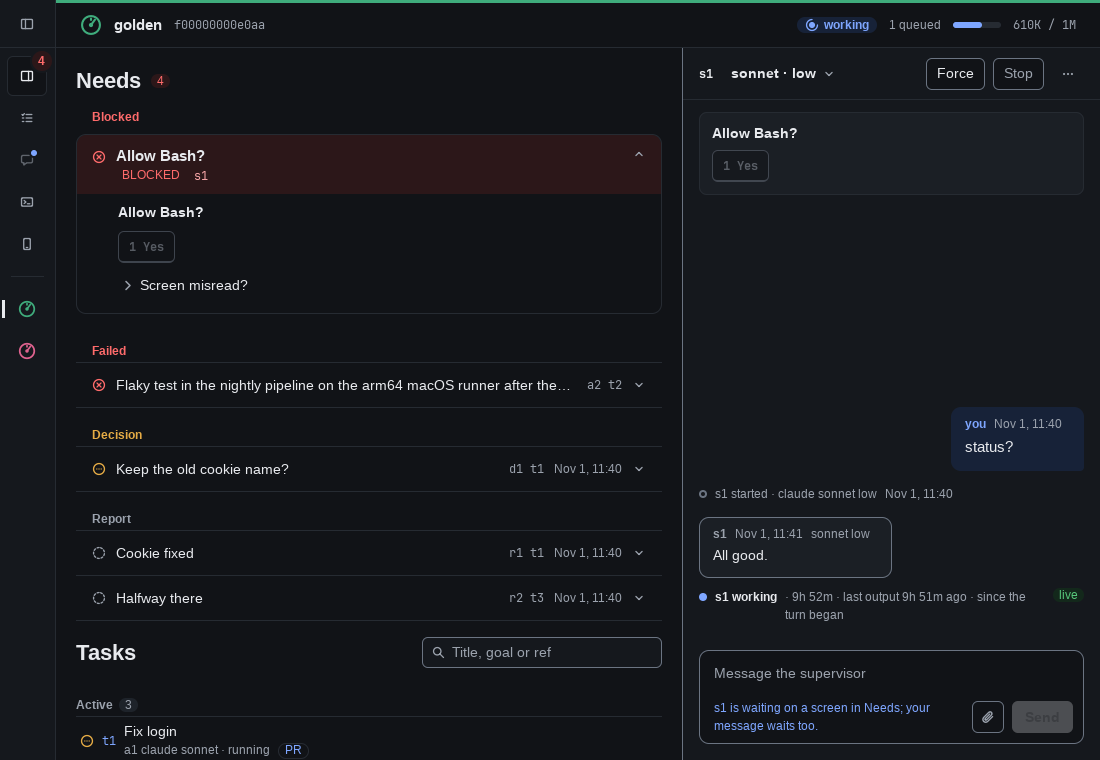 golden f00000000e0aa
working 1 queued 610K / 1M
4
Needs 4
Blocked
Allow Bash?
BLOCKED s1
Allow Bash?
1 Yes
Screen misread?
Failed
Flaky test in the nightly pipeline on the arm64 macOS runner after the… a2 t2
Decision
Keep the old cookie name? d1 t1 Nov 1, 11:40
Report
Cookie fixed r1 t1 Nov 1, 11:40
Halfway there r2 t3 Nov 1, 11:40
Tasks
Title, goal or ref
Active 3
t1 Fix login
a1 claude sonnet · running PR
s1 sonnet · low Force Stop
Allow Bash?
1 Yes
you Nov 1, 11:40
status?
s1 started · claude sonnet low Nov 1, 11:40
s1 Nov 1, 11:41 sonnet low
All good.
s1 working · 9h 52m · last output 9h 51m ago · since the live
turn began
Message the supervisor
s1 is waiting on a screen in Needs; your
message waits too.
Send